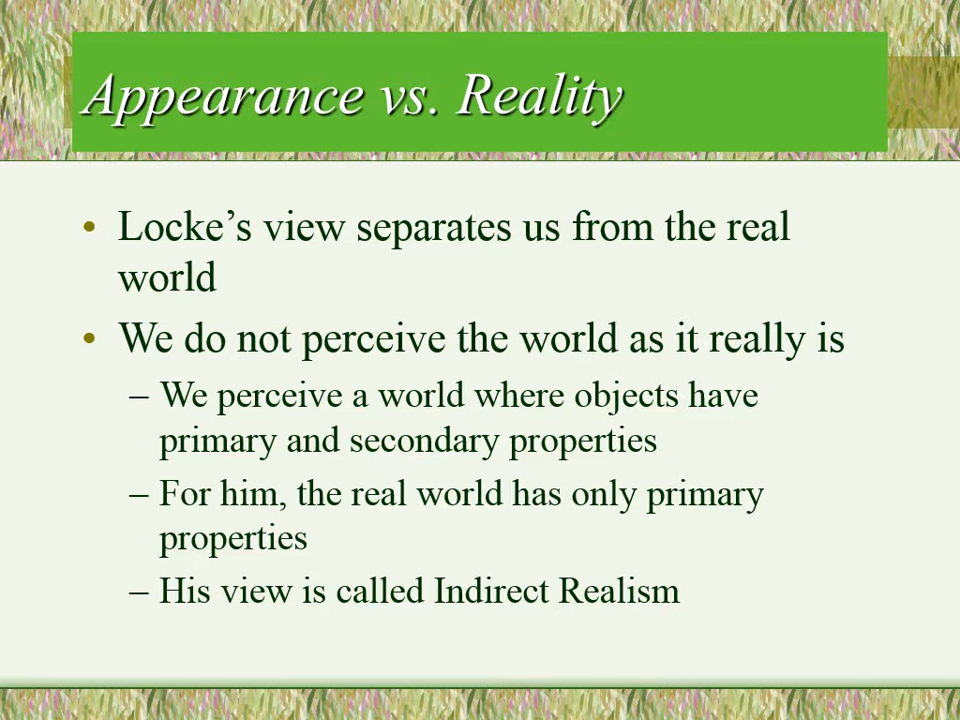 Appearance vs. Reality
• Locke’s view separates us from the real
world
• We do not perceive the world as it really is
– We perceive a world where objects have
primary and secondary properties
– For him, the real world has only primary
properties
– His view is called Indirect Realism